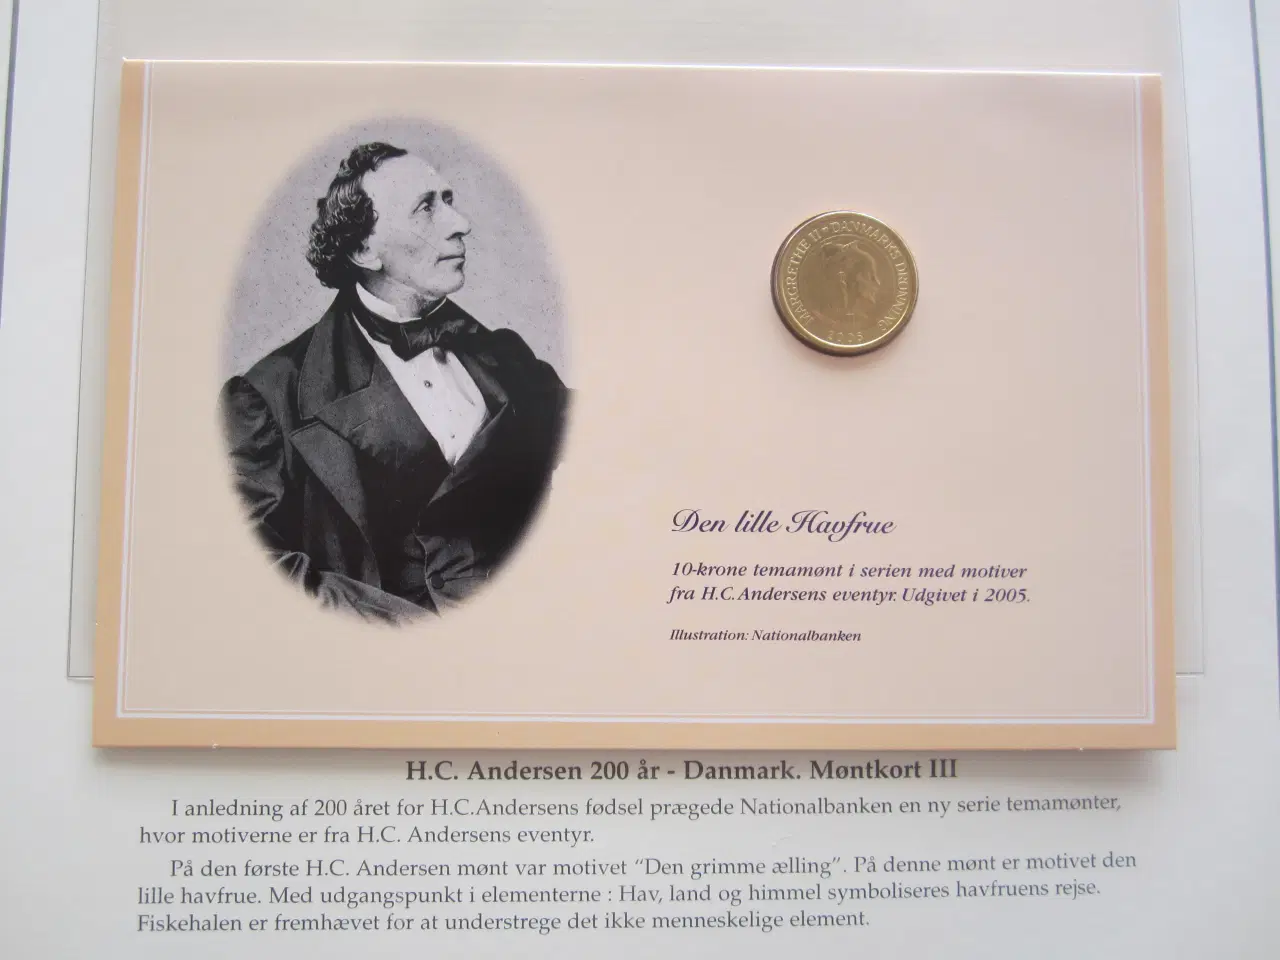 MARGRETHE II ♥ DANMARKS DRONNING
2005
Den lille Havfrue
10-krone temamønt i serien med motiver
fra H.C.Andersens eventyr. Udgivet i 2005.
Illustration: Nationalbanken
H.C. Andersen 200 år - Danmark. Møntkort III
I anledning af 200 året for H.C.Andersens fødsel prægede Nationalbanken en ny serie temamønter,
hvor motiverne er fra H.C. Andersens eventyr.
På den første H.C. Andersen mønt var motivet "Den grimme ælling". På denne mønt er motivet den
lille havfrue. Med udgangspunkt i elementerne : Hav, land og himmel symboliseres havfruens rejse.
Fiskehalen er fremhævet for at understrege det ikke menneskelige element.